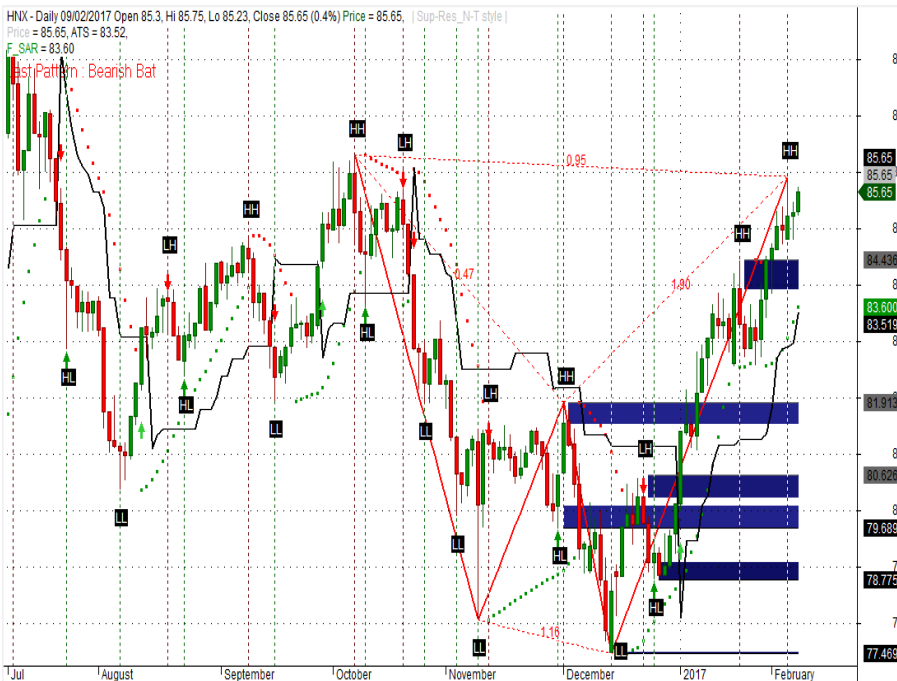 HNX - Daily 09/02/2017 Open 85.3, Hi 85.75, Lo 85.23, Close 85.65 (0.4%) Price = 85.65, | Sup-Res_N-T style |
Price = 85.65, ATS = 83.52,
F_SAR = 83.60
Last Pattern : Bearish Bat
HH
LH
0.95
HH
85.65
85.65
85.65
HH
LH
HH
84.436
0.47
1.90
83.600
83.519
HL
HL
HL
HH
LH
81.913
LL
LL
LH
80.626
LL
LL
HL
79.689
78.775
HL
1.16
LL
LL
77.469
Jul
August
September
October
November
December
2017
February